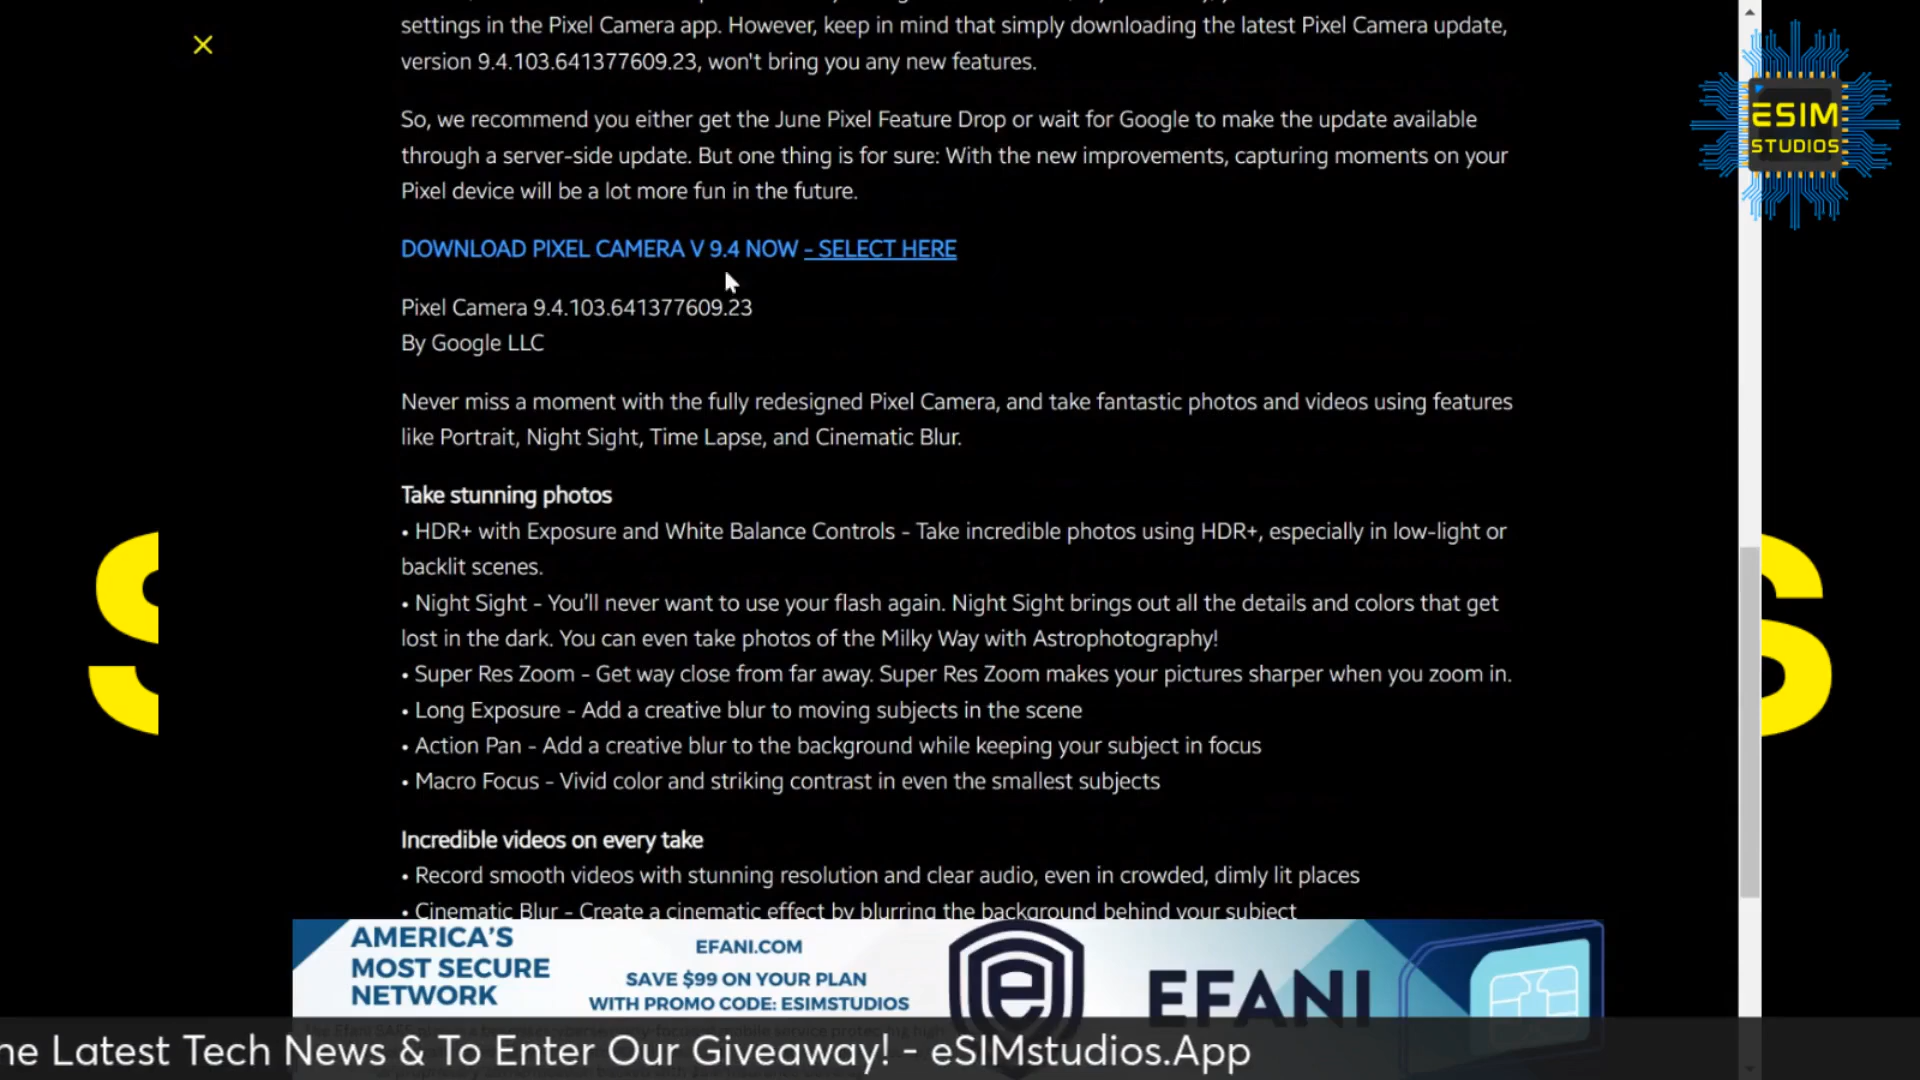 settings in the Pixel Camera app. However, keep in mind that simply downloading the latest Pixel Camera update,
version 9.4.103.641377609.23, won't bring you any new features.
ESIM
STUDIOS
So, we recommend you either get the June Pixel Feature Drop or wait for Google to make the update available
through a server-side update. But one thing is for sure: With the new improvements, capturing moments on your
Pixel device will be a lot more fun in the future.
DOWNLOAD PIXEL CAMERA V 9.4 NOW - SELECT HERE
Pixel Camera 9.4.103.641377609.23
By Google LLC
Never miss a moment with the fully redesigned Pixel Camera, and take fantastic photos and videos using features
like Portrait, Night Sight, Time Lapse, and Cinematic Blur.
Take stunning photos
• HDR+ with Exposure and White Balance Controls - Take incredible photos using HDR+, especially in low-light or
backlit scenes.
• Night Sight - You'll never want to use your flash again. Night Sight brings out all the details and colors that get
lost in the dark. You can even take photos of the Milky Way with Astrophotography!
• Super Res Zoom - Get way close from far away. Super Res Zoom makes your pictures sharper when you zoom in.
• Long Exposure - Add a creative blur to moving subjects in the scene
• Action Pan - Add a creative blur to the background while keeping your subject in focus
• Macro Focus - Vivid color and striking contrast in even the smallest subjects
Incredible videos on every take
• Record smooth videos with stunning resolution and clear audio, even in crowded, dimly lit places
• Cinematic Blur - Create a cinematic effect by blurring the background behind your subject
AMERICA'S
MOST SECURE
NETWORK
EFANI.COM
SAVE $99 ON YOUR PLAN
WITH PROMO CODE: ESIMSTUDIOS
e
EFANI
he Latest Tech News & To Enter Our Giveaway! - eSIMstudios.App